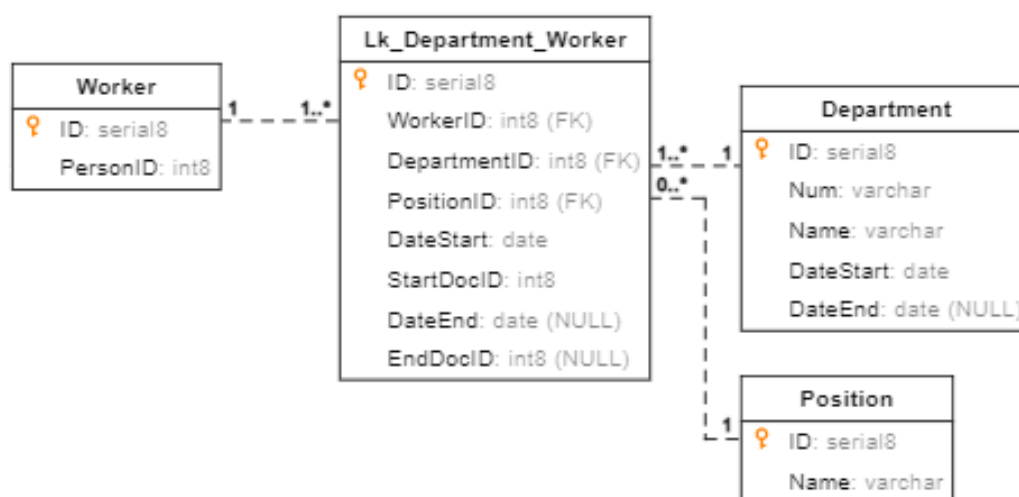 Worker
ID: serial8
PersonID: int8
1
1..*
Lk_Department_Worker
ID: serial8
WorkerID: int8 (FK)
DepartmentID: int8 (FK)
PositionID: int8 (FK)
DateStart: date
StartDocID: int8
DateEnd: date (NULL)
EndDocID: int8 (NULL)
1..*
1
0..*
1
Department
ID: serial8
Num: varchar
Name: varchar
DateStart: date
DateEnd: date (NULL)
Position
ID: serial8
Name: varchar